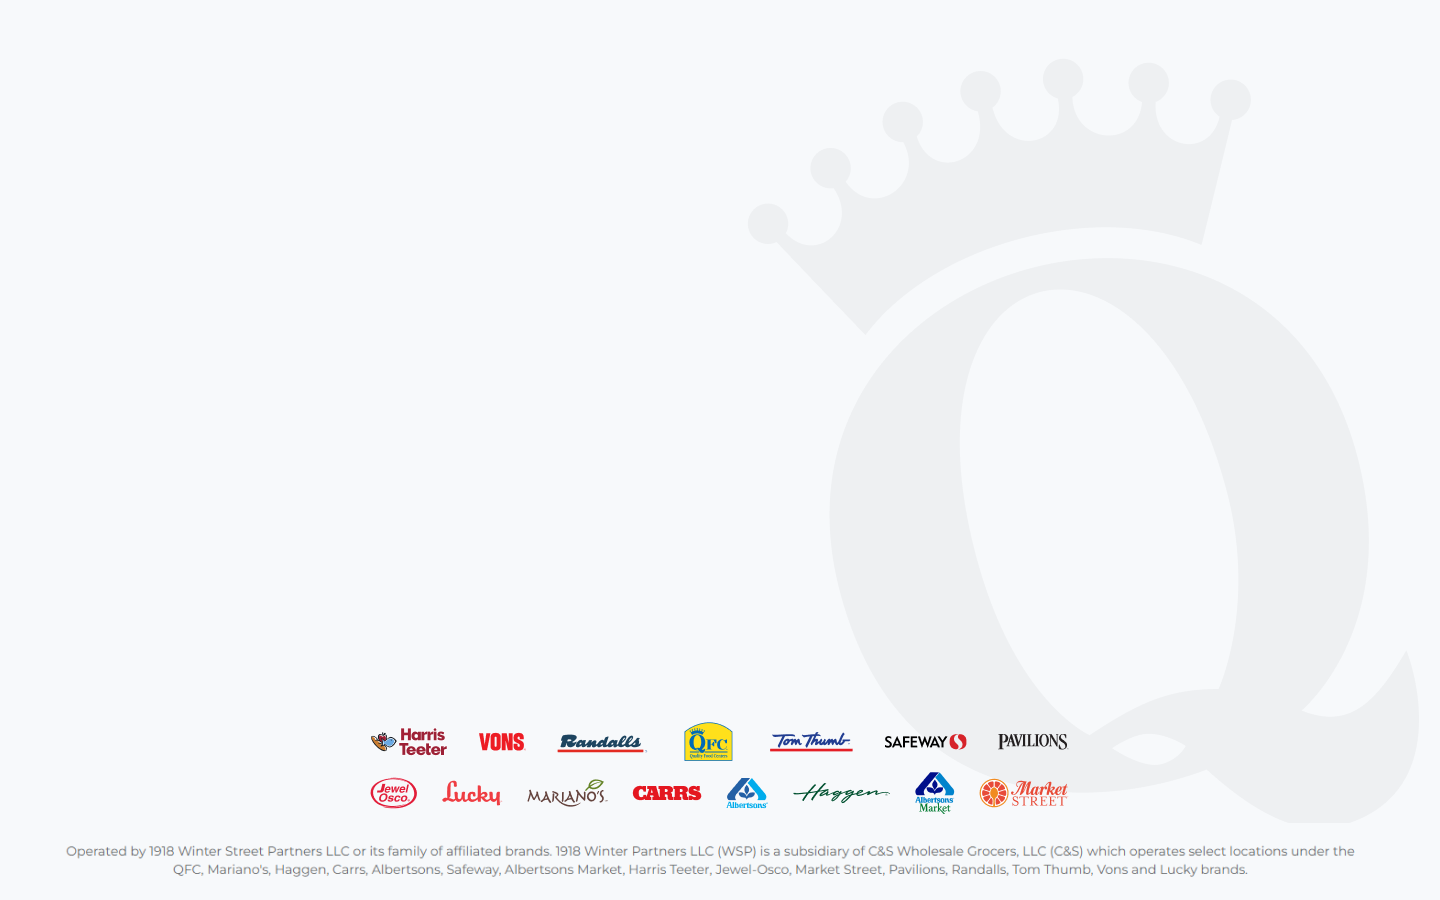 Harris Teeter
VONS
Randalls
QFC
Quality Food Centers
Tom Thumb
SAFEWAY
PAVILIONS
Jewel Osco
Lucky
MARIANO'S
CARRS
Albertsons
Haggen
Albertsons Market
Market STREET
Operated by 1918 Winter Street Partners LLC or its family of affiliated brands. 1918 Winter Partners LLC (WSP) is a subsidiary of C&S Wholesale Grocers, LLC (C&S) which operates select locations under the
QFC, Mariano's, Haggen, Carrs, Albertsons, Safeway, Albertsons Market, Harris Teeter, Jewel-Osco, Market Street, Pavilions, Randalls, Tom Thumb, Vons and Lucky brands.